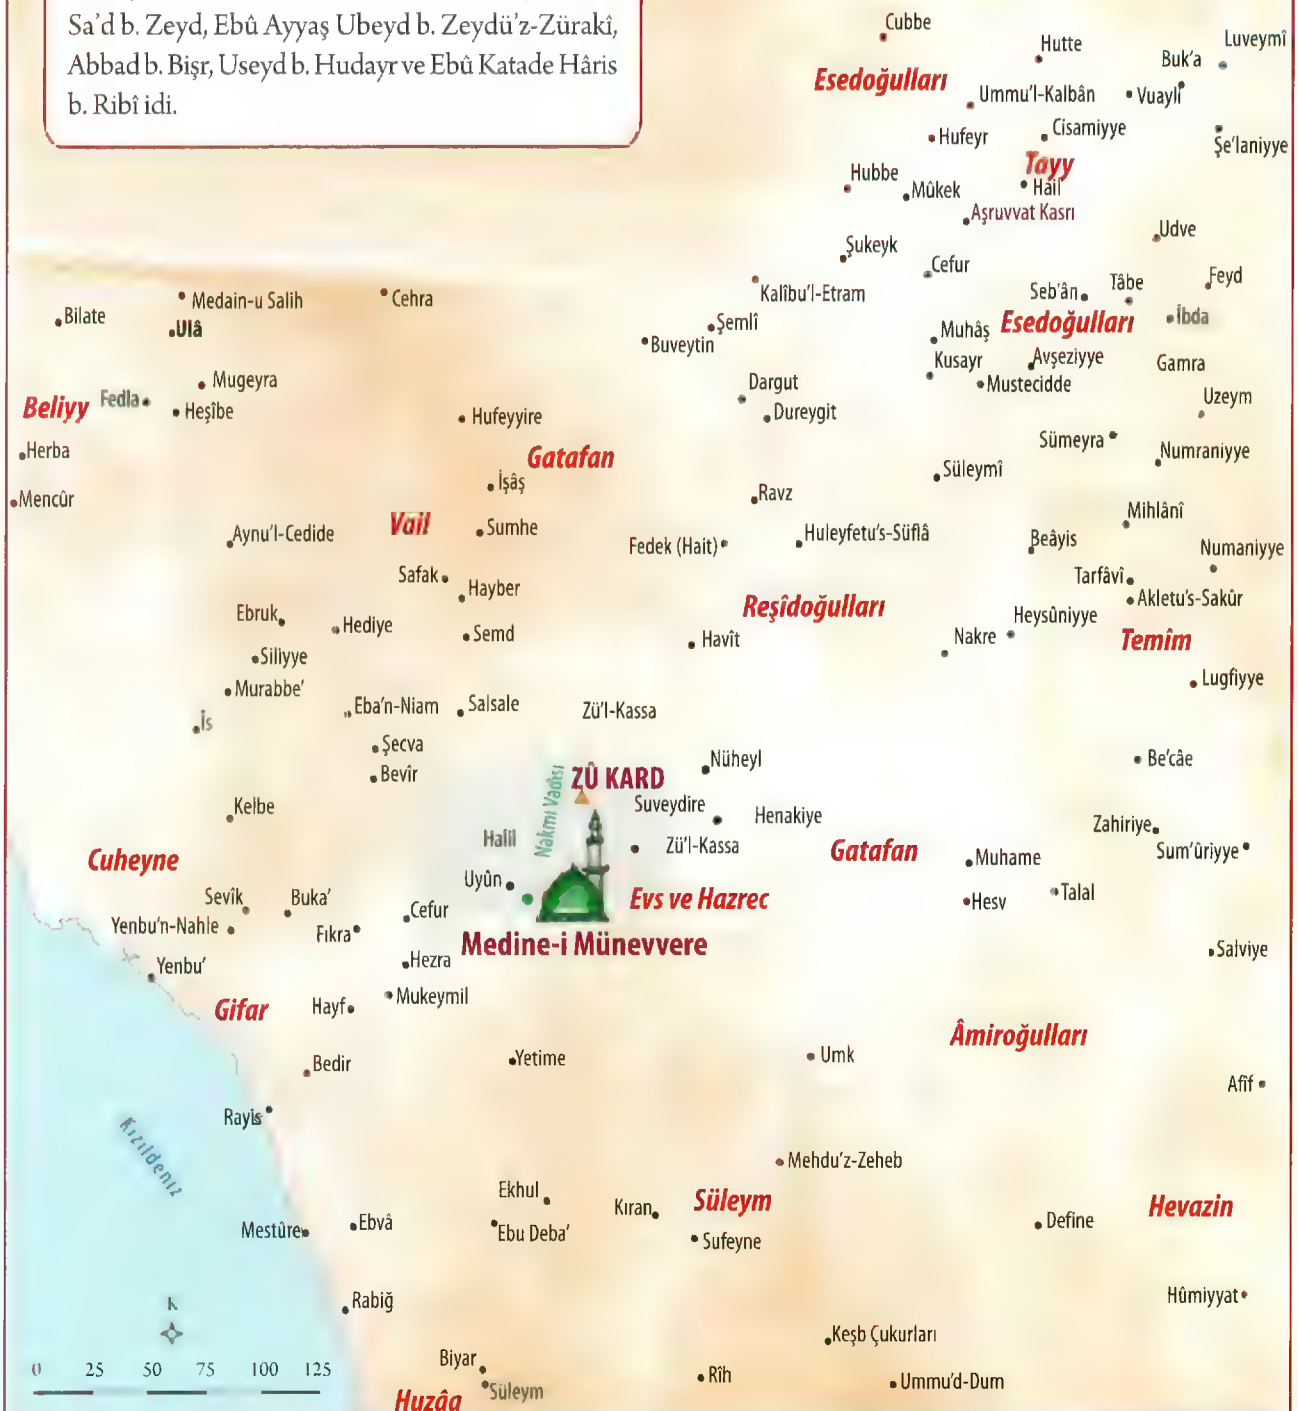 Sa’d b. Zeyd, Ebû Ayyaş Ubeyd b. Zeydü’z-Zürakî,
Abbad b. Bişr, Useyd b. Hudayr ve Ebû Katade Hâris
b. Ribî idi.
Cubbe
Hutte
Luveymî
Buk’a
Esedoğulları
Ummu’l-Kalbân
Vuaylî
Hufeyr
Cisamiyye
Şe’laniyye
Tayy
Hubbe
Mûkek
Hail
Aşruvvat Kasrı
Udve
Şukeyk
Cefur
Feyd
Kalîbu’l-Etram
Seb’ân
Tâbe
Medain-u Salih
Cehra
Bilate
Ulâ
Şemlî
Muhâş
Esedoğulları
İbda
Buveytin
Kusayr
Avşeziyye
Gamra
Mugeyra
Dargut
Mustecidde
Uzeym
Beliyy
Fedla
Heşîbe
Hufeyyire
Dureygit
Herba
Gatafan
Sümeyra
Numraniyye
Süleymî
Mencûr
İşâş
Ravz
Mihlânî
Vail
Sumhe
Aynu’l-Cedide
Fedek (Hait)
Huleyfetu’s-Süflâ
Beâyis
Numaniyye
Safak
Hayber
Tarfâvî
Akletu’s-Sakûr
Reşîdoğulları
Ebruk
Hediye
Semd
Havît
Nakre
Heysûniyye
Temîm
Siliyye
Lugfiyye
Murabbe’
Îs
Eba’n-Niam
Salsale
Zü’l-Kassa
Şecva
Bevîr
Nüheyl
Be’câe
ZÛ KARD
Nakmi Vadisi
Kelbe
Suveydire
Henakiye
Zahiriye
Halil
Zü’l-Kassa
Gatafan
Muhame
Sum’ûriyye
Cuheyne
Uyûn
Evs ve Hazrec
Hesv
Talal
Sevîk
Buka’
Cefur
Yenbu’n-Nahle
Fıkra
Medine-i Münevvere
Salviye
Yenbu’
Hezra
Gifar
Hayf
Mukeymil
Âmiroğulları
Bedir
Yetime
Umk
Afîf
Rayis
Kızıldeniz
Mehdu’z-Zeheb
Ekhul
Kıran
Süleym
Hevazin
Mestûre
Ebvâ
Ebu Deba’
Sufeyne
Define
Hûmiyyat
K
Rabiğ
Keşb Çukurları
Biyar
0 25 50 75 100 125
Süleym
Rîh
Ummu’d-Dum
Huzâa